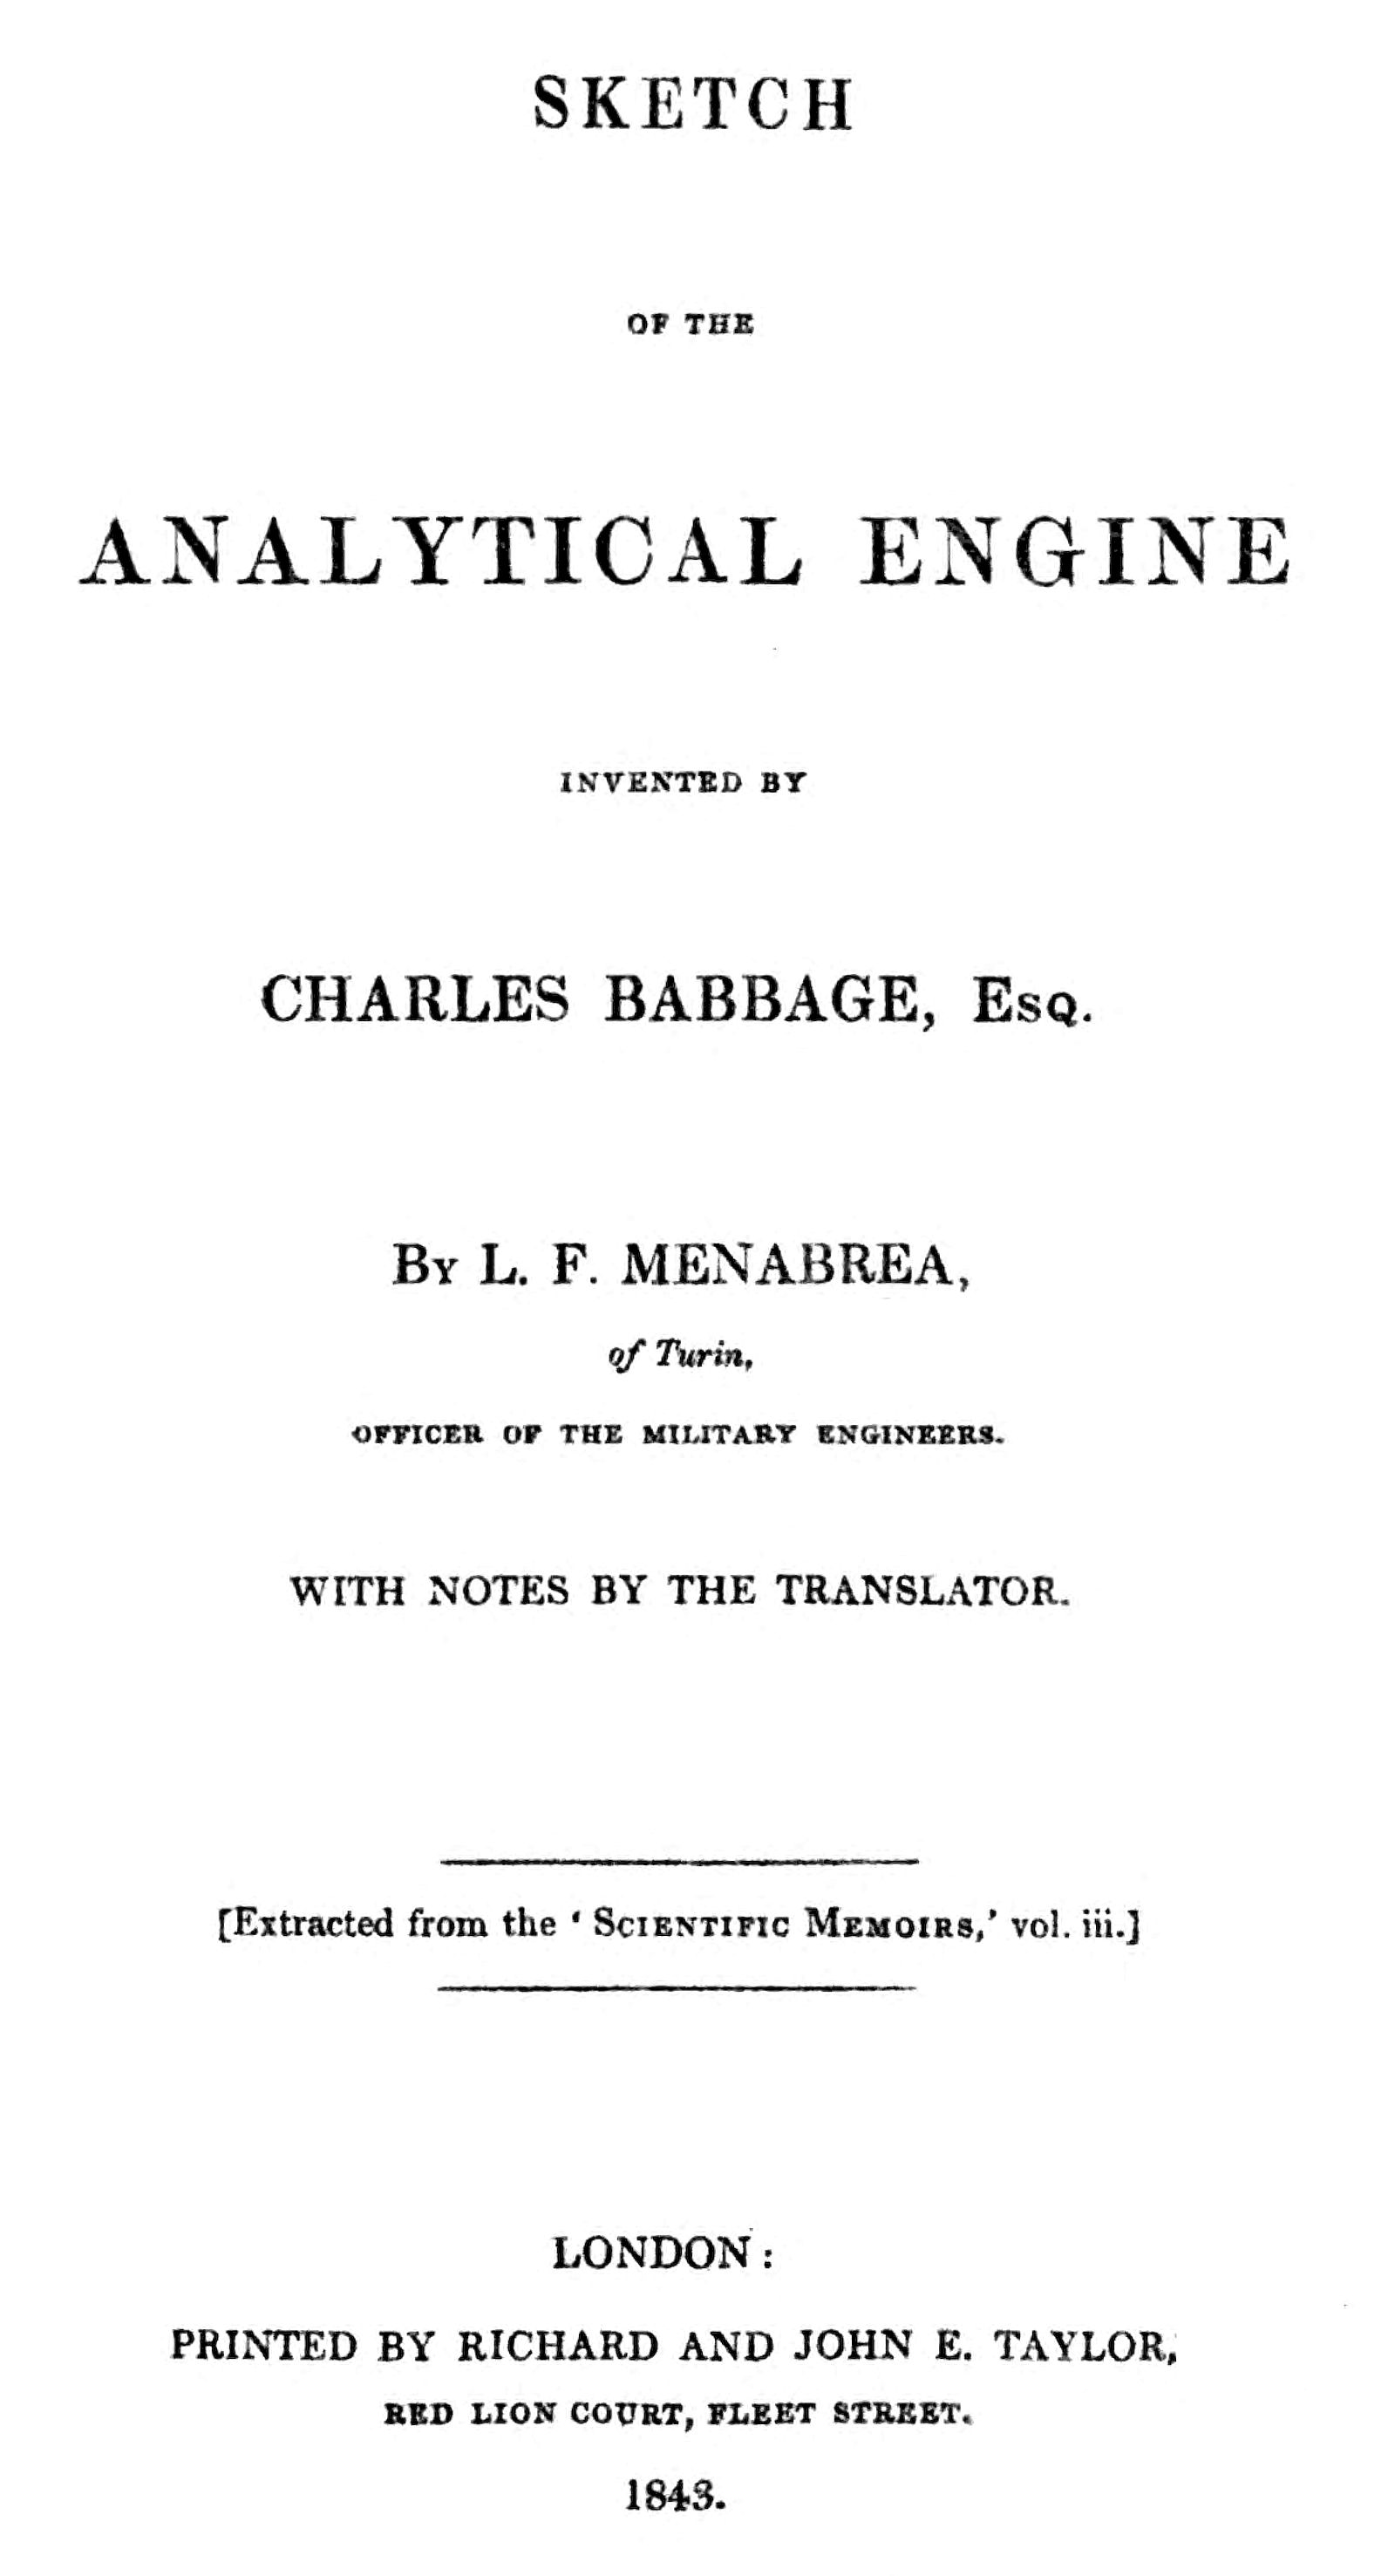 SKETCH
OF THE
ANALYTICAL ENGINE
INVENTED BY
CHARLES BABBAGE, Esq.
By L. F. MENABREA,
of Turin,
OFFICER OF THE MILITARY ENGINEERS.
WITH NOTES BY THE TRANSLATOR.
[Extracted from the ‘ Scientific Memoirs,’ vol. iii.]
LONDON:
PRINTED BY RICHARD AND JOHN E. TAYLOR,
RED LION COURT, FLEET STREET.
1843.